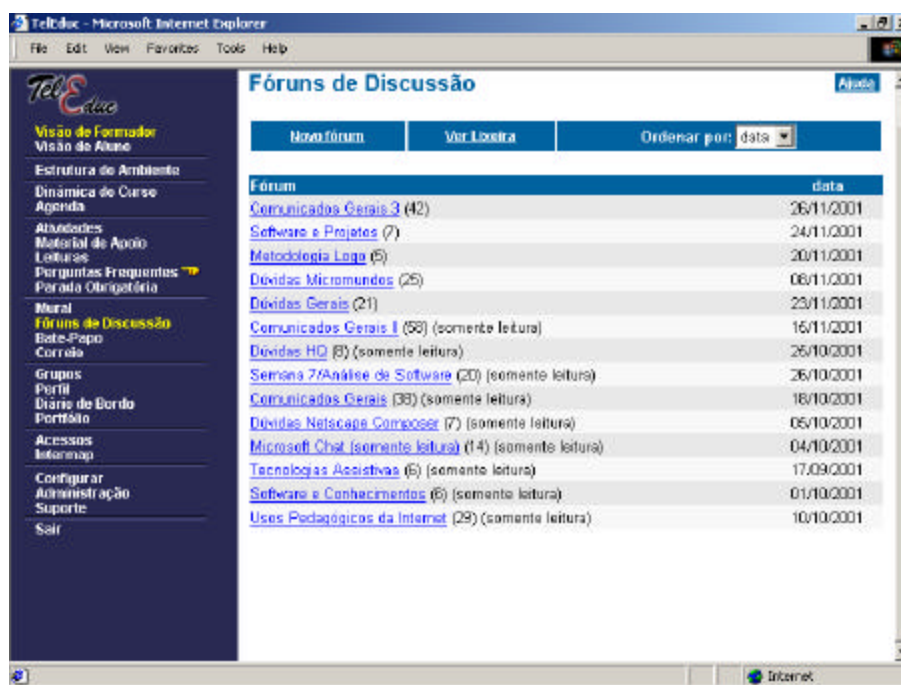 TelEduc - Microsoft Internet Explorer
File Edit View Favorites Tools Help
TelEduc
Visão de Formador
Visão de Aluno
Estrutura do Ambiente
Dinâmica do Curso
Agenda
Atividades
Material de Apoio
Leituras
Perguntas Frequentes
Parada Obrigatória
Mural
Fóruns de Discussão
Bate-Papo
Correio
Grupos
Perfil
Diário de Bordo
Portfólio
Acessos
Intermap
Configurar
Administração
Suporte
Sair
Fóruns de Discussão Ajuda
Novo fórum Ver Lixeira Ordenar por: data
Fórum data
Comunicados Gerais 3 (42) 26/11/2001
Software e Projetos (7) 24/11/2001
Metodologia Logo (5) 20/11/2001
Dúvidas Micromundos (25) 08/11/2001
Dúvidas Gerais (21) 23/11/2001
Comunicados Gerais II (58) (somente leitura) 16/11/2001
Dúvidas HQ (8) (somente leitura) 26/10/2001
Semana 7/Análise de Software (20) (somente leitura) 26/10/2001
Comunicados Gerais (38) (somente leitura) 18/10/2001
Dúvidas Netscape Composer (7) (somente leitura) 05/10/2001
Microsoft Chat (somente leitura) (14) (somente leitura) 04/10/2001
Tecnologias Assistivas (6) (somente leitura) 17/09/2001
Software e Conhecimentos (6) (somente leitura) 01/10/2001
Usos Pedagógicos da Internet (29) (somente leitura) 10/10/2001
Internet